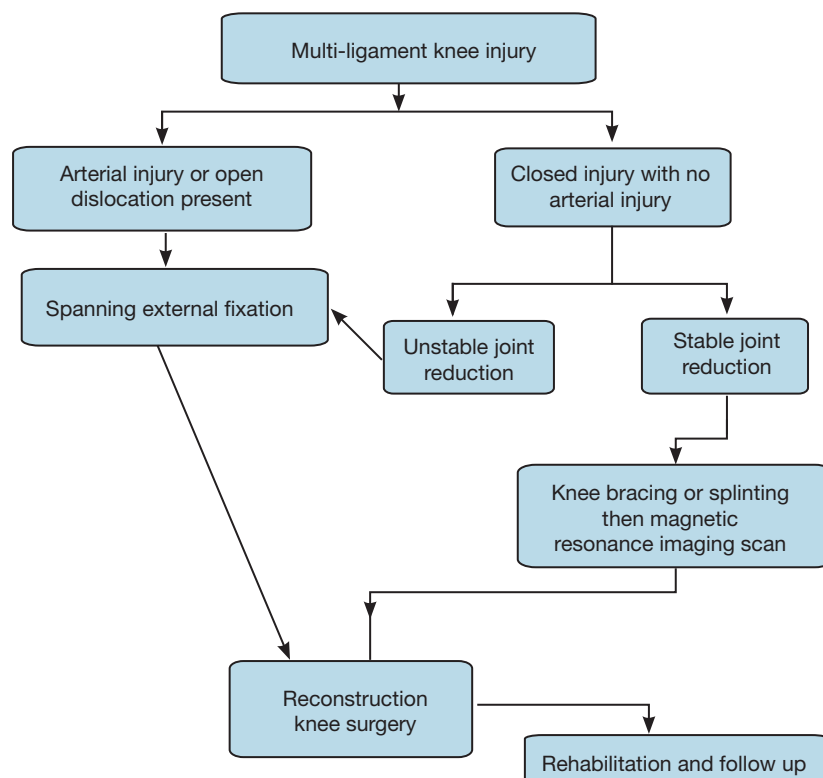 Multi-ligament knee injury
Arterial injury or open
dislocation present
Closed injury with no
arterial injury
Spanning external fixation
Unstable joint
reduction
Stable joint
reduction
Knee bracing or splinting
then magnetic
resonance imaging scan
Reconstruction
knee surgery
Rehabilitation and follow up